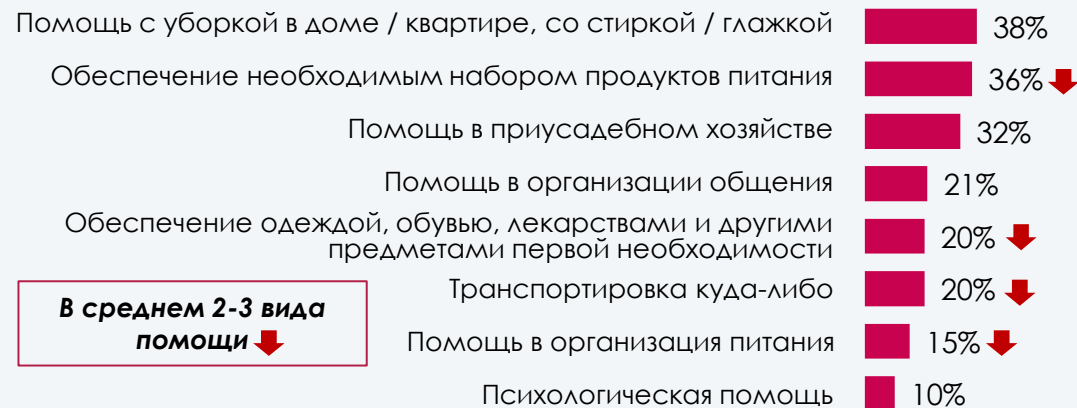 Помощь с уборкой в доме / квартире, со стиркой / глажкой 38%
Обеспечение необходимым набором продуктов питания 36%
Помощь в приусадебном хозяйстве 32%
Помощь в организации общения 21%
Обеспечение одеждой, обувью, лекарствами и другими
предметами первой необходимости 20%
Транспортировка куда-либо 20%
В среднем 2-3 вида
помощи
Помощь в организация питания 15%
Психологическая помощь 10%